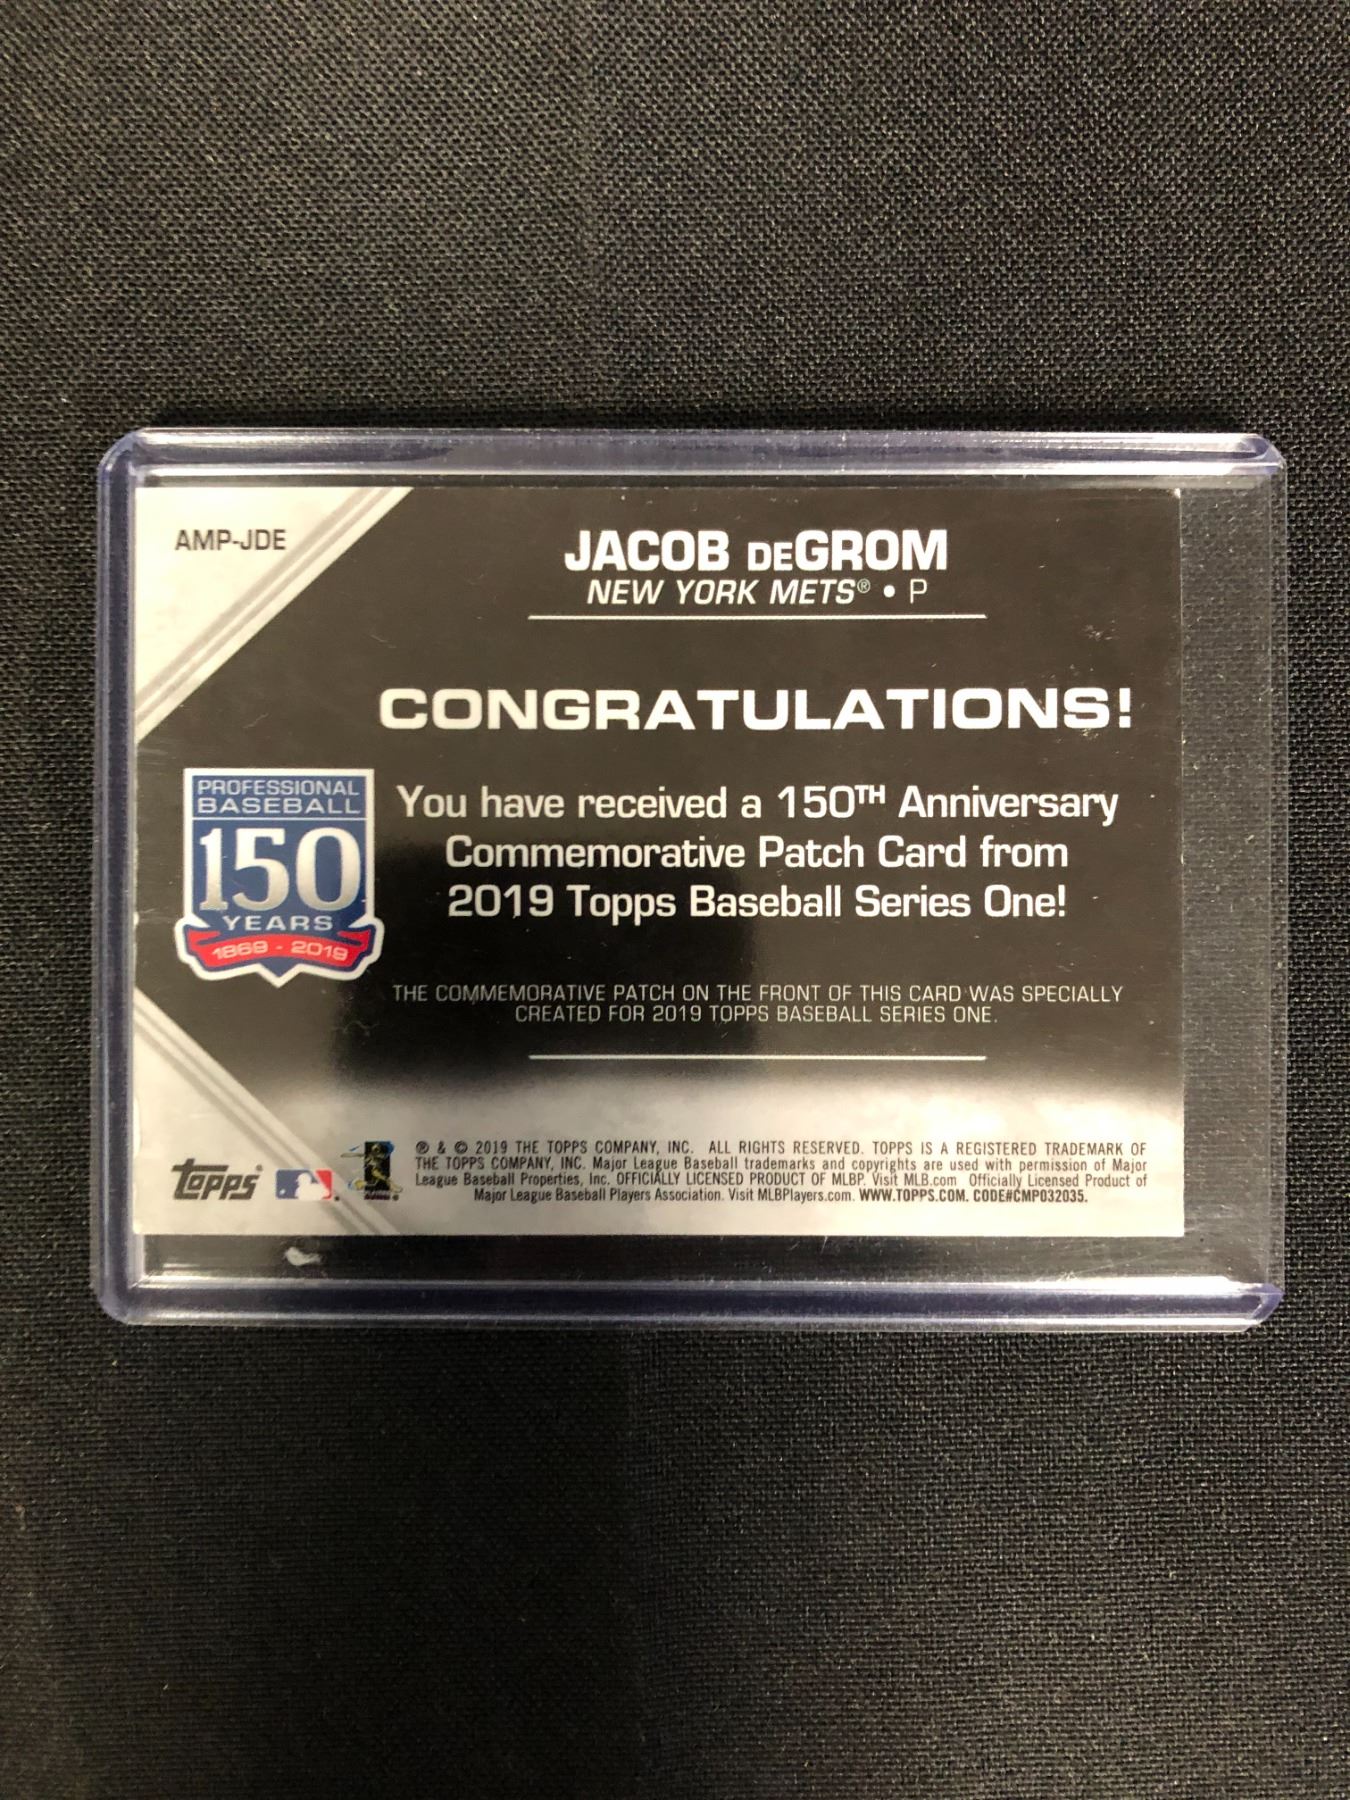 AMP-JDE
JACOB DEGROM
NEW YORK METS® • P
CONGRATULATIONS!
PROFESSIONAL
BASEBALL
150
YEARS
1869 - 2019
You have received a 150TH Anniversary
Commemorative Patch Card from
2019 Topps Baseball Series One!
THE COMMEMORATIVE PATCH ON THE FRONT OF THIS CARD WAS SPECIALLY
CREATED FOR 2019 TOPPS BASEBALL SERIES ONE.
topps®
® & © 2019 THE TOPPS COMPANY, INC. ALL RIGHTS RESERVED. TOPPS IS A REGISTERED TRADEMARK OF
THE TOPPS COMPANY, INC. Major League Baseball trademarks and copyrights are used with permission of Major
League Baseball Properties, Inc. OFFICIALLY LICENSED PRODUCT OF MLBP. Visit MLB.com Officially Licensed Product of
Major League Baseball Players Association. Visit MLBPlayers.com. WWW.TOPPS.COM. CODE#CMP032035.